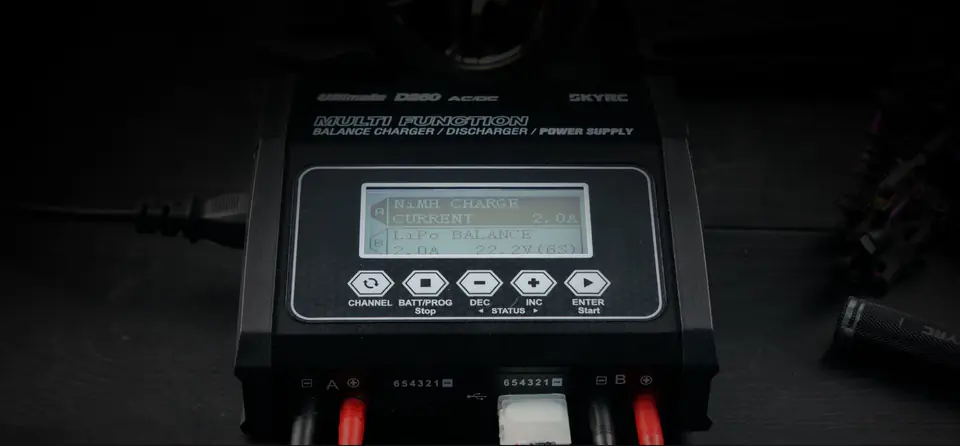 Ultimate D260 AC/DC SKYRC
MULTI FUNCTION
BALANCE CHARGER / DISCHARGER / POWER SUPPLY
A NiMH CHARGE
CURRENT 2.0A
B LiPo BALANCE
2.0A 22.2V(6S)
CHANNEL BATT/PROG DEC INC ENTER
Stop ◄ STATUS ► Start
A 654321 654321 B